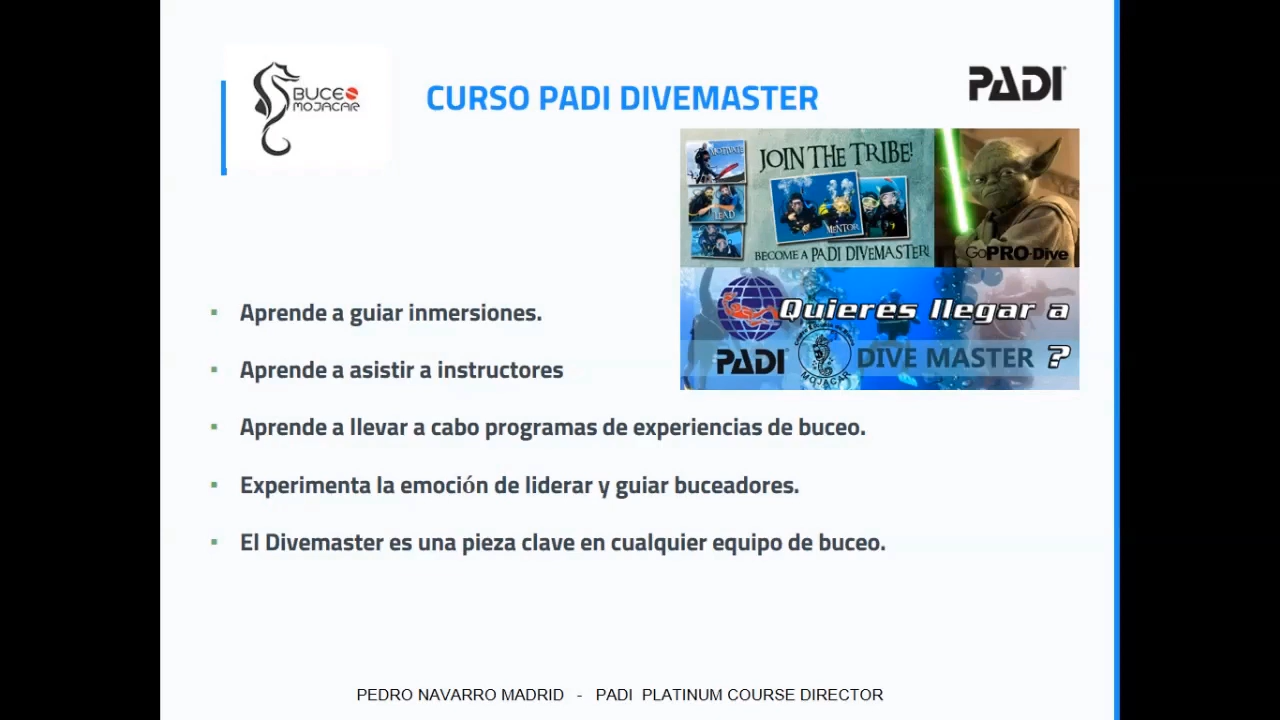 BUCEO
MOJACAR
CURSO PADI DIVEMASTER
PADI
MOTIVATE
LEAD
JOIN THE TRIBE!
MENTOR
BECOME A PADI DIVEMASTER!
GoPRO-Dive
Quieres llegar a
PADI DIVE MASTER ?
MOJACAR
▪ Aprende a guiar inmersiones.
▪ Aprende a asistir a instructores
▪ Aprende a llevar a cabo programas de experiencias de buceo.
▪ Experimenta la emoción de liderar y guiar buceadores.
▪ El Divemaster es una pieza clave en cualquier equipo de buceo.
PEDRO NAVARRO MADRID - PADI PLATINUM COURSE DIRECTOR